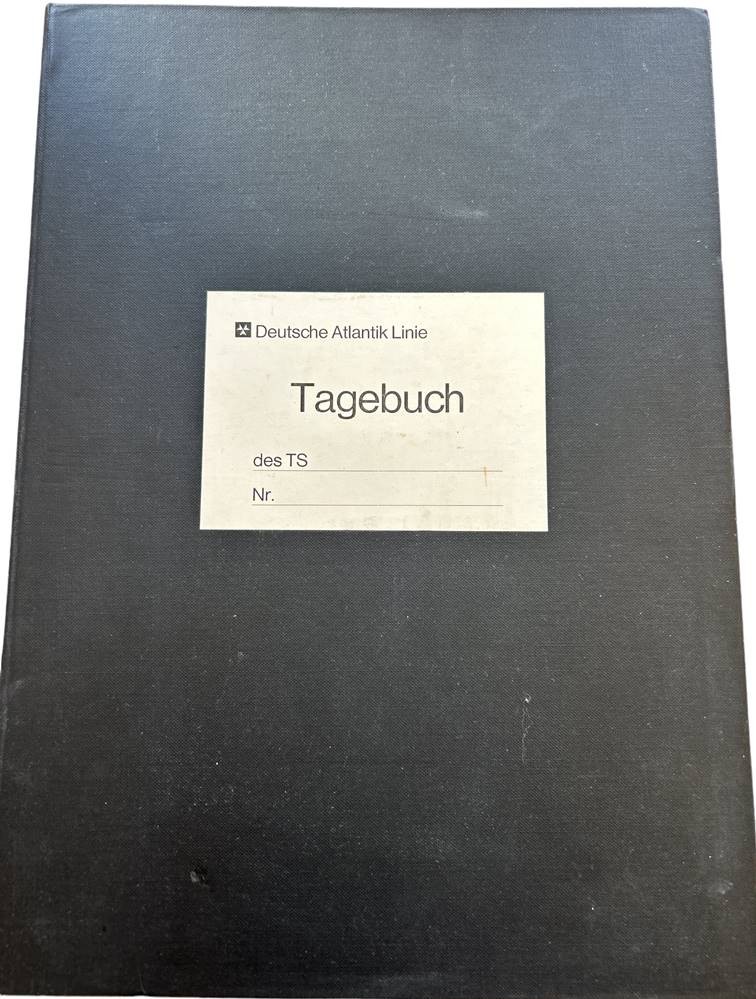 Deutsche Atlantik Linie
Tagebuch
des TS
Nr.